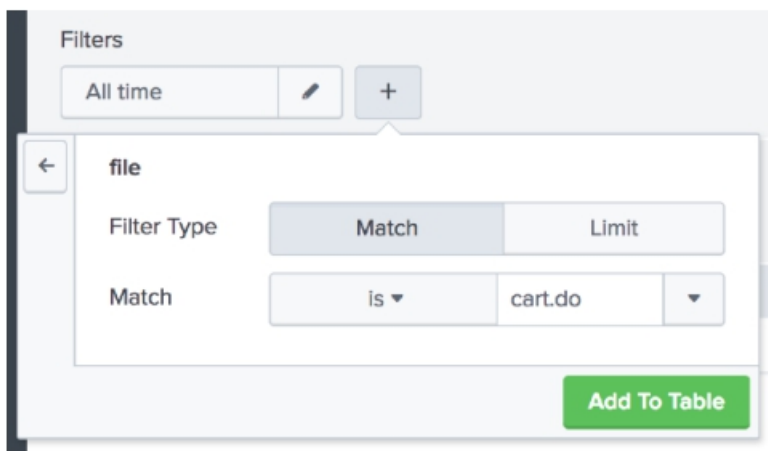 Filters
All time
+
file
Filter Type Match Limit
Match is cart.do
Add To Table